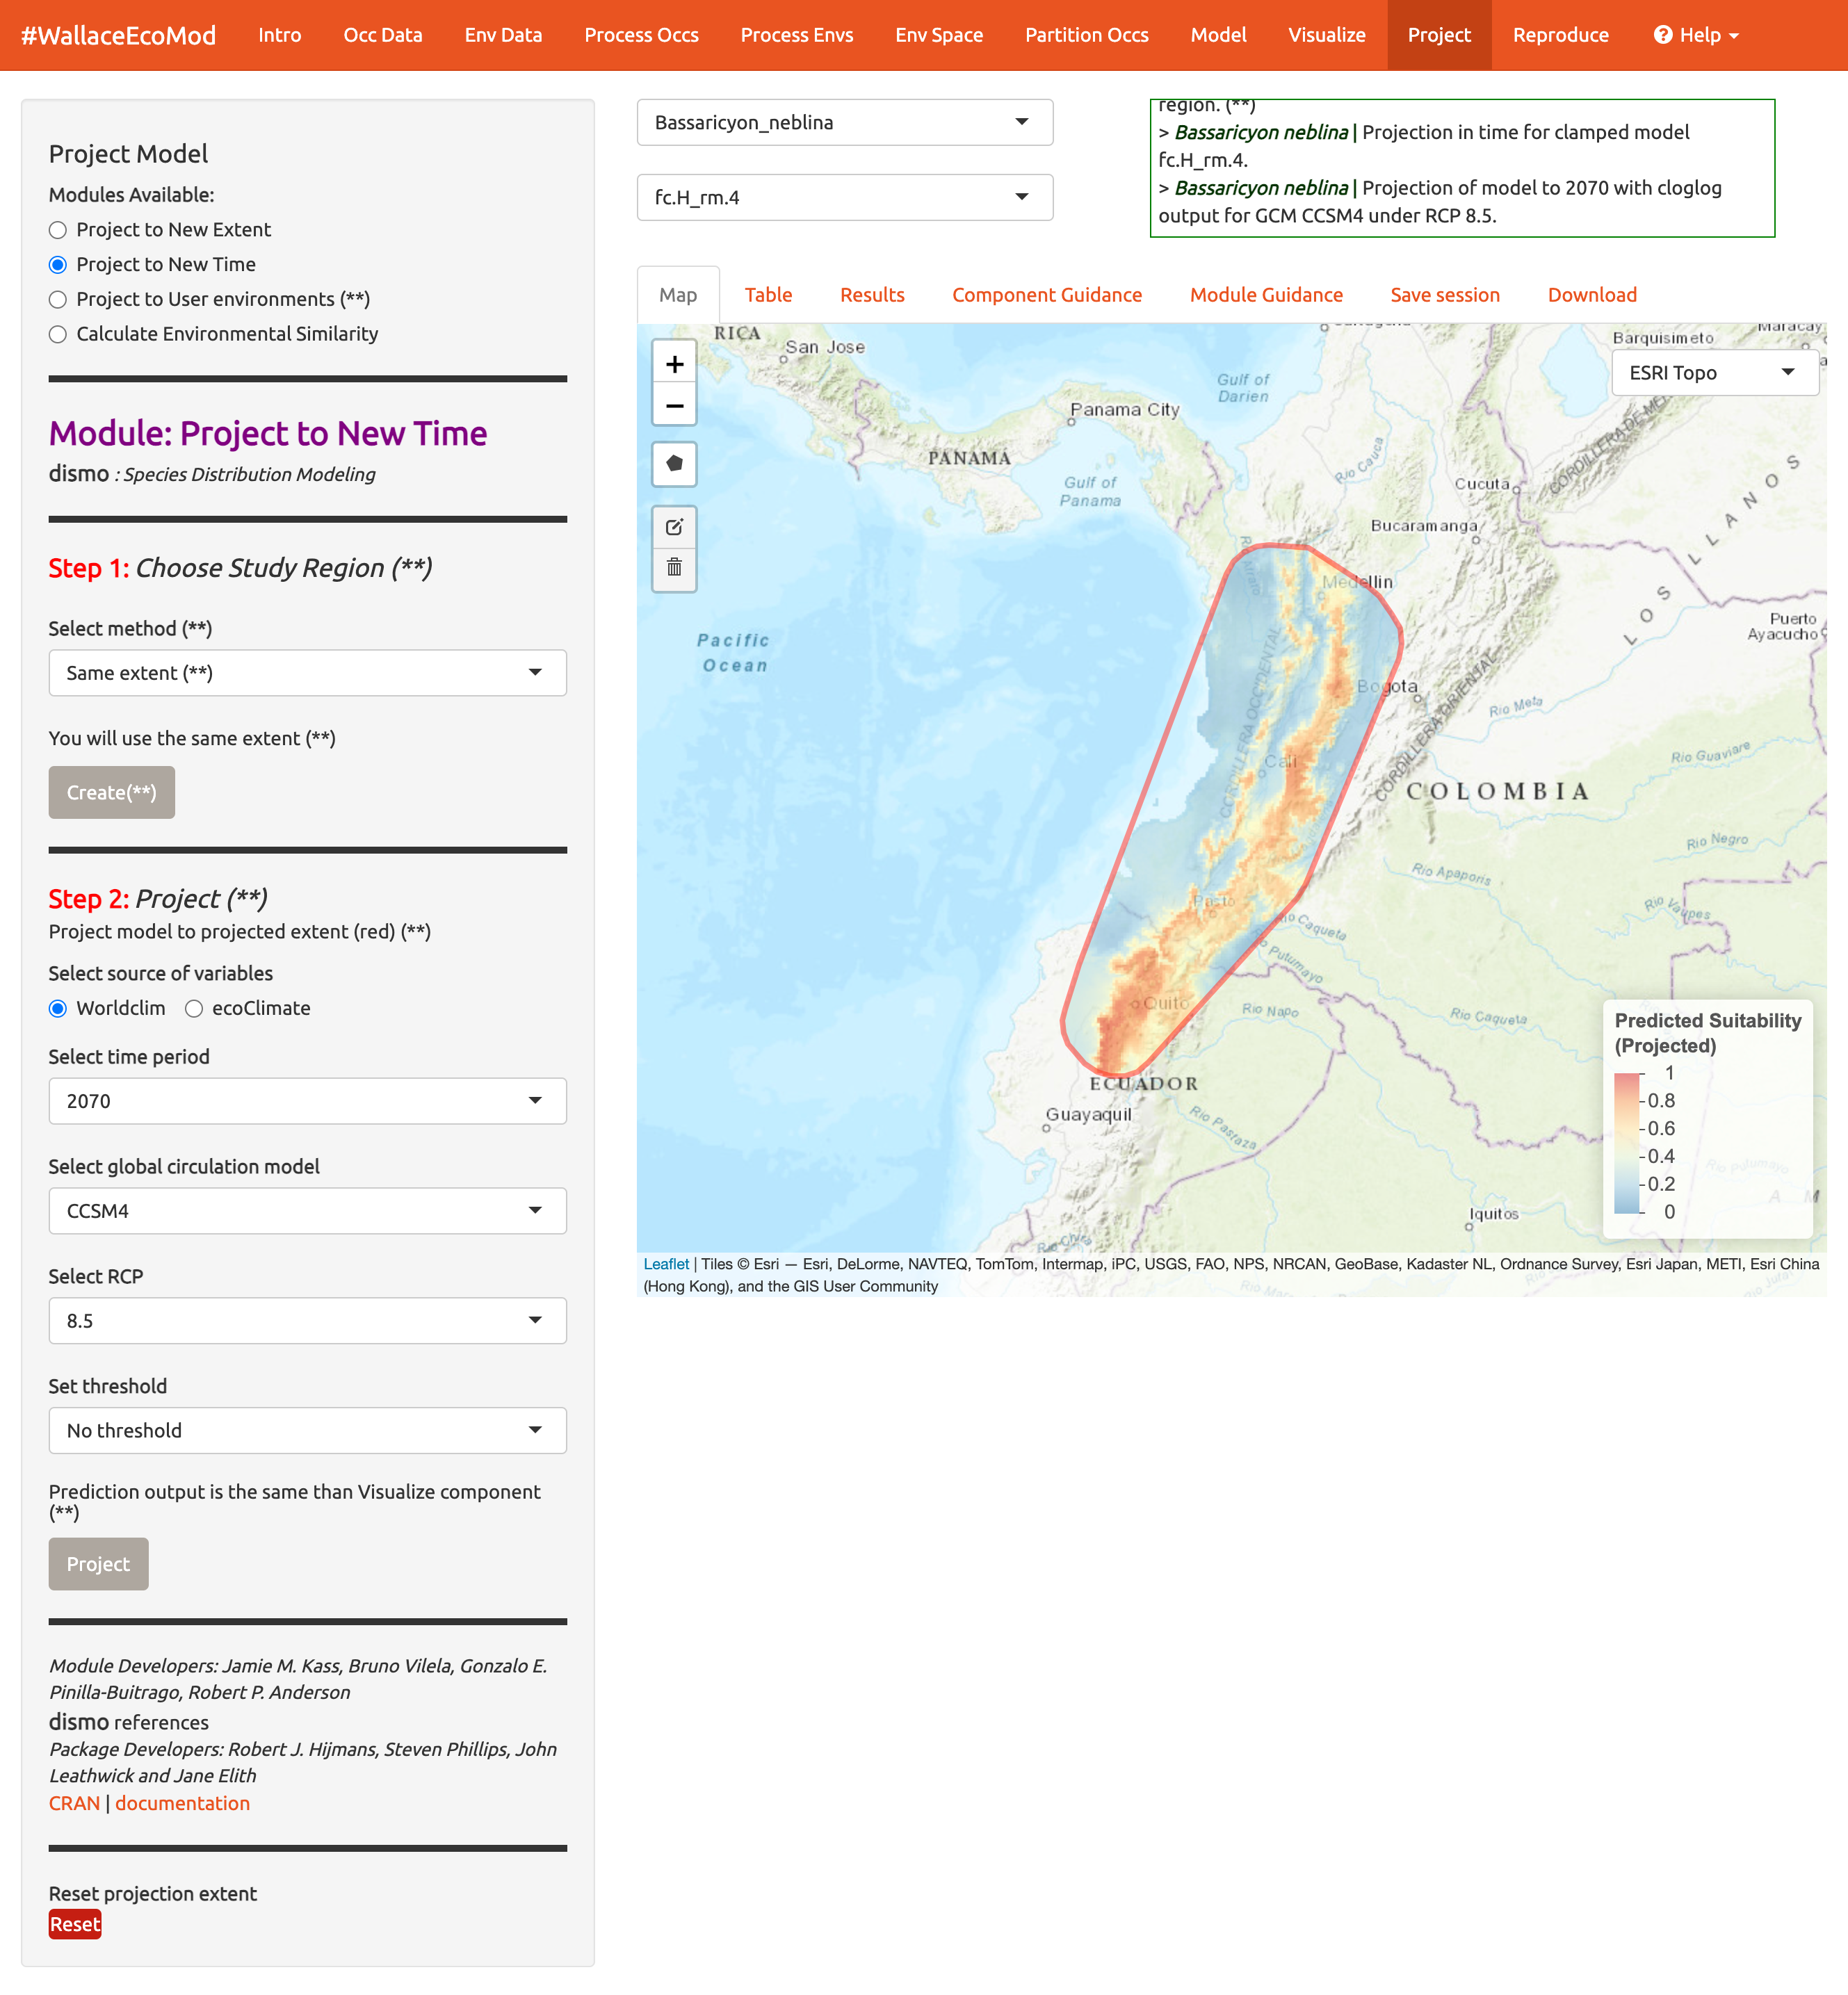 #WallaceEcoMod Intro Occ Data Env Data Process Occs Process Envs Env Space Partition Occs Model Visualize Project Reproduce Help
Project Model
Modules Available:
Project to New Extent
Project to New Time
Project to User environments (**)
Calculate Environmental Similarity
Module: Project to New Time
dismo : Species Distribution Modeling
Step 1: Choose Study Region (**)
Select method (**)
Same extent (**)
You will use the same extent (**)
Create(**)
Step 2: Project (**)
Project model to projected extent (red) (**)
Select source of variables
Worldclim ecoClimate
Select time period
2070
Select global circulation model
CCSM4
Select RCP
8.5
Set threshold
No threshold
Prediction output is the same than Visualize component
(**)
Project
Module Developers: Jamie M. Kass, Bruno Vilela, Gonzalo E.
Pinilla-Buitrago, Robert P. Anderson
dismo references
Package Developers: Robert J. Hijmans, Steven Phillips, John
Leathwick and Jane Elith
CRAN | documentation
Reset projection extent
Reset
Bassaricyon_neblina
fc.H_rm.4
region. (**)
> Bassaricyon neblina | Projection in time for clamped model
fc.H_rm.4.
> Bassaricyon neblina | Projection of model to 2070 with cloglog
output for GCM CCSM4 under RCP 8.5.
Map Table Results Component Guidance Module Guidance Save session Download
+
−
ESRI Topo
RICA
San Jose
Barquisimeto
Maracay
Gulf of
Darien
Panama City
PANAMÁ
Gulf of
Panama
Rio Cauca
Cucuta
CORDILLERA DE ME
LOS LLANOS
Bucaramanga
Rio Atrato
Medellin
Puerto
Ayacucho
Pacific
Ocean
CORDILLERA OCCIDENTAL
Bogota
CORDILLERA ORIENTAL
Rio Meta
Rio Guaviare
Cali
COLOMBIA
Rio Negro
Rio Apaporis
Pasto
Rio Vaupes
Rio Caqueta
Rio Putumayo
Quito
Rio Napo
Rio Caqueta
ECUADOR
Guayaquil
Rio Pastaza
Rio Putumayo
A M
Iquitos
Rio Chira
Predicted Suitability
(Projected)
1
0.8
0.6
0.4
0.2
0
Leaflet | Tiles © Esri — Esri, DeLorme, NAVTEQ, TomTom, Intermap, iPC, USGS, FAO, NPS, NRCAN, GeoBase, Kadaster NL, Ordnance Survey, Esri Japan, METI, Esri China
(Hong Kong), and the GIS User Community